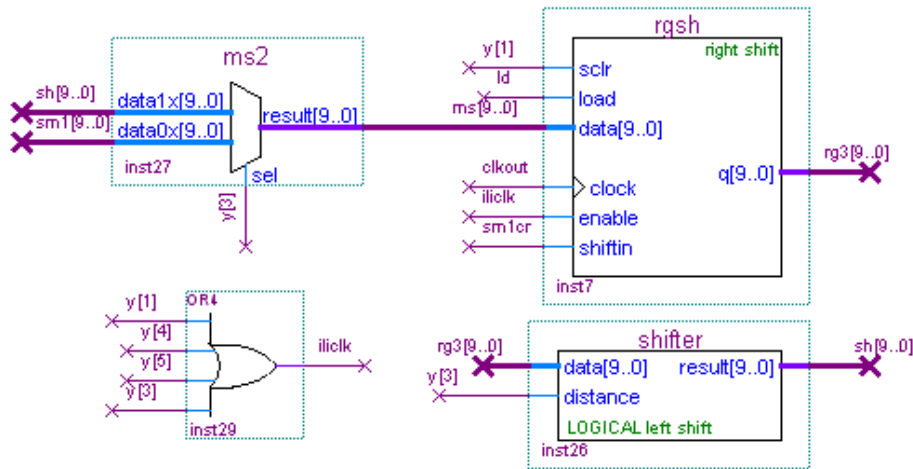 ms2
sh[9..0]
data1x[9..0]
sm1[9..0]
data0x[9..0]
result[9..0]
inst27
sel
y[3]
rgsh
right shift
y[1]
sclr
ld
load
ms[9..0]
data[9..0]
rg3[9..0]
q[9..0]
clkout
clock
iliclk
enable
sm1cr
shiftin
inst7
OR4
y[1]
y[4]
y[5]
y[3]
iliclk
inst29
shifter
rg3[9..0]
data[9..0]
result[9..0]
sh[9..0]
y[3]
distance
LOGICAL left shift
inst26